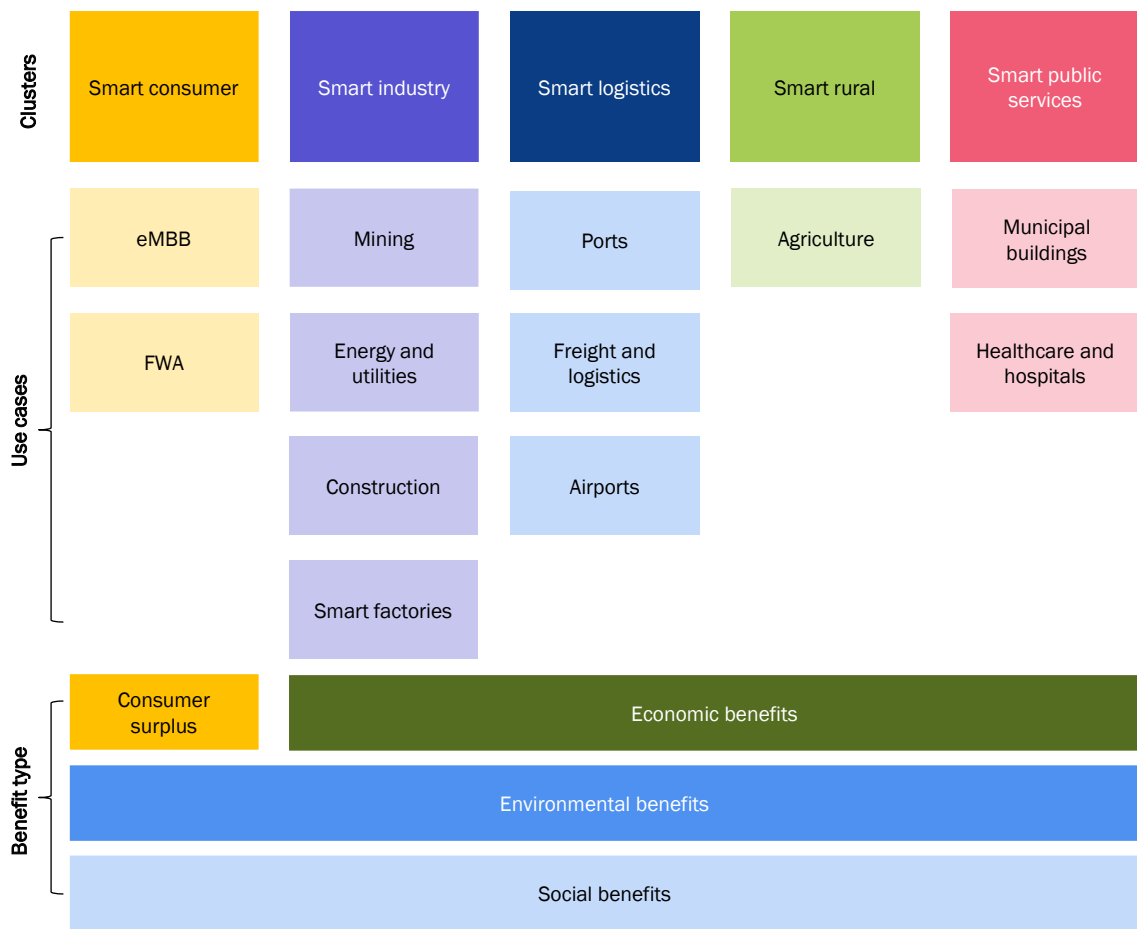 Clusters
Smart consumer
Smart industry
Smart logistics
Smart rural
Smart public
services
Use cases
eMBB
Mining
Ports
Agriculture
Municipal
buildings
FWA
Energy and
utilities
Freight and
logistics
Healthcare and
hospitals
Construction
Airports
Smart factories
Benefit type
Consumer
surplus
Economic benefits
Environmental benefits
Social benefits